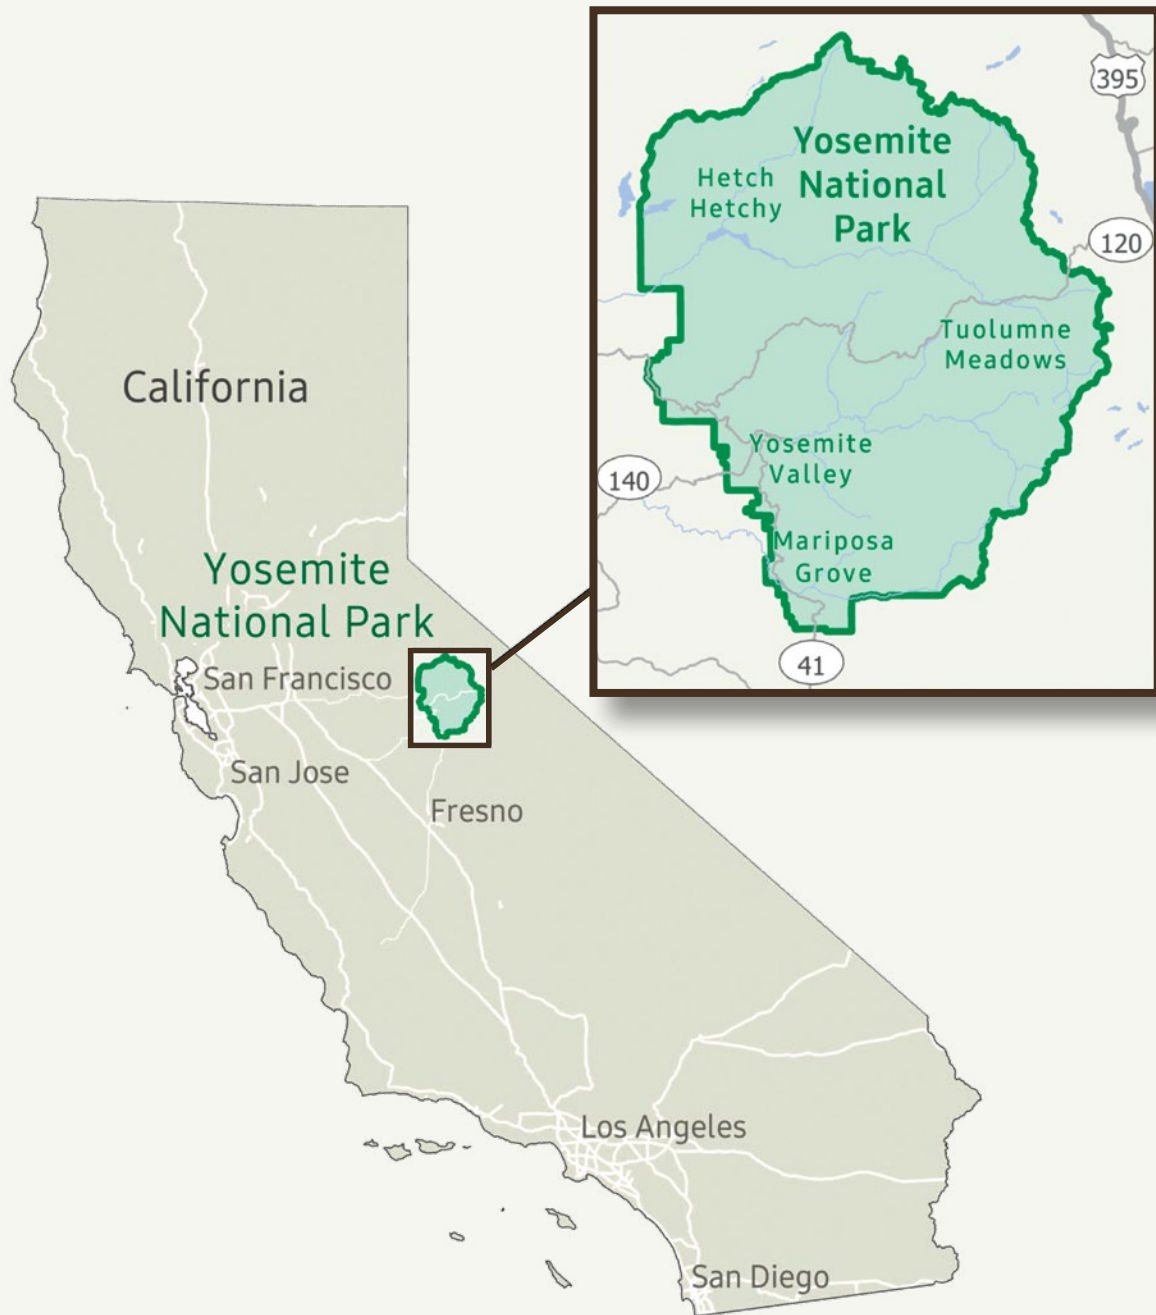 395
Yosemite
National
Park
Hetch
Hetchy
120
Tuolumne
Meadows
Yosemite
Valley
140
Mariposa
Grove
41
California
Yosemite
National Park
San Francisco
San Jose
Fresno
Los Angeles
San Diego